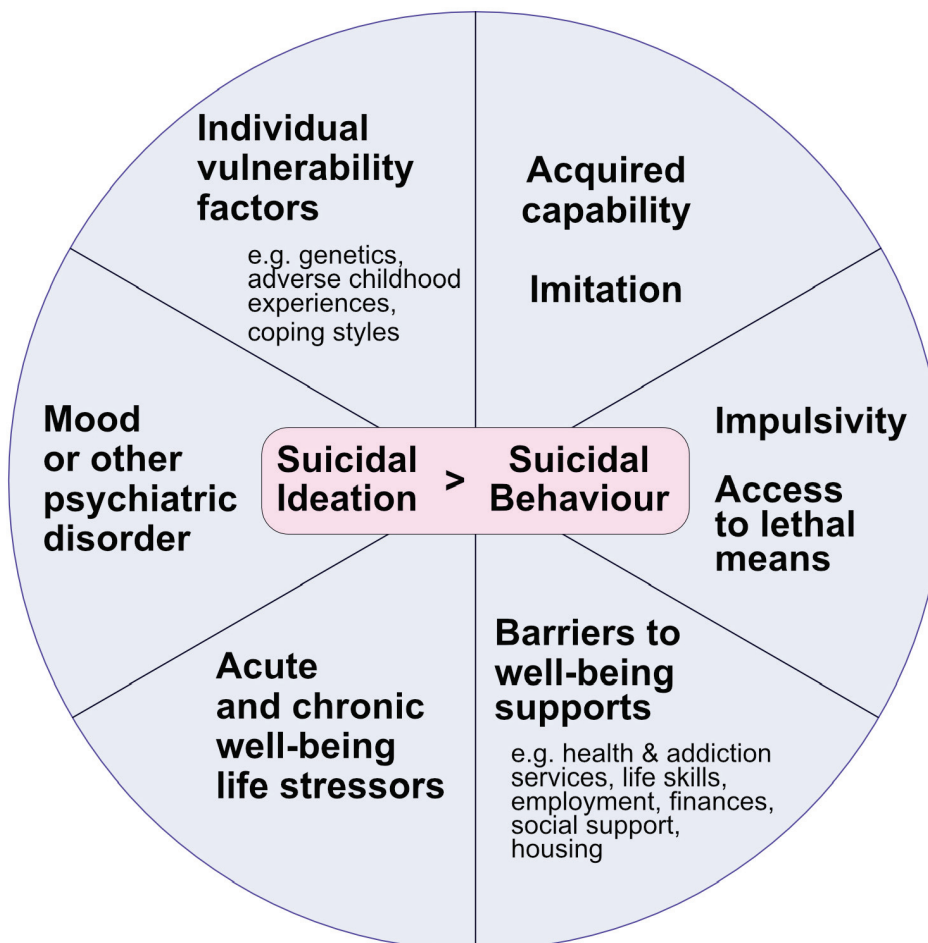 Individual
vulnerability
factors
e.g. genetics,
adverse childhood
experiences,
coping styles
Acquired
capability
Imitation
Mood
or other
psychiatric
disorder
Suicidal
Ideation
>
Suicidal
Behaviour
Impulsivity
Access
to lethal
means
Acute
and chronic
well-being
life stressors
Barriers to
well-being
supports
e.g. health & addiction
services, life skills,
employment, finances,
social support,
housing